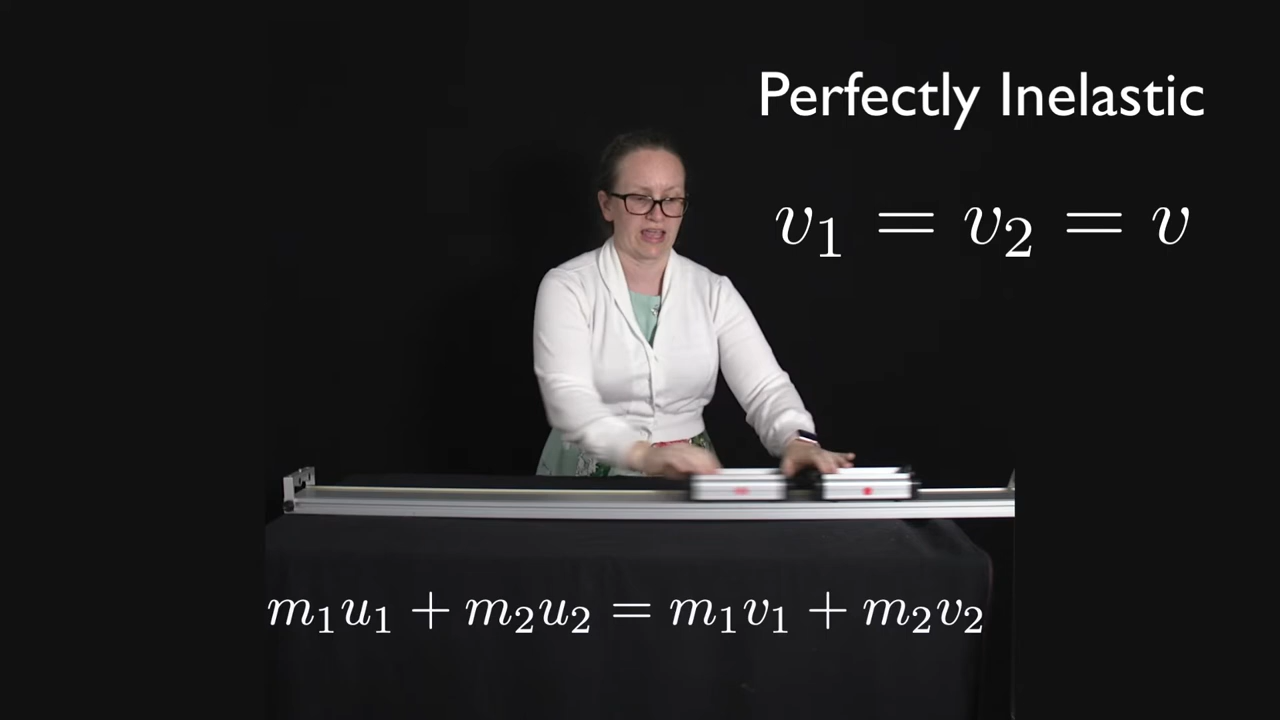 Perfectly Inelastic
v₁ = v₂ = v
m₁u₁ + m₂u₂ = m₁v₁ + m₂v₂